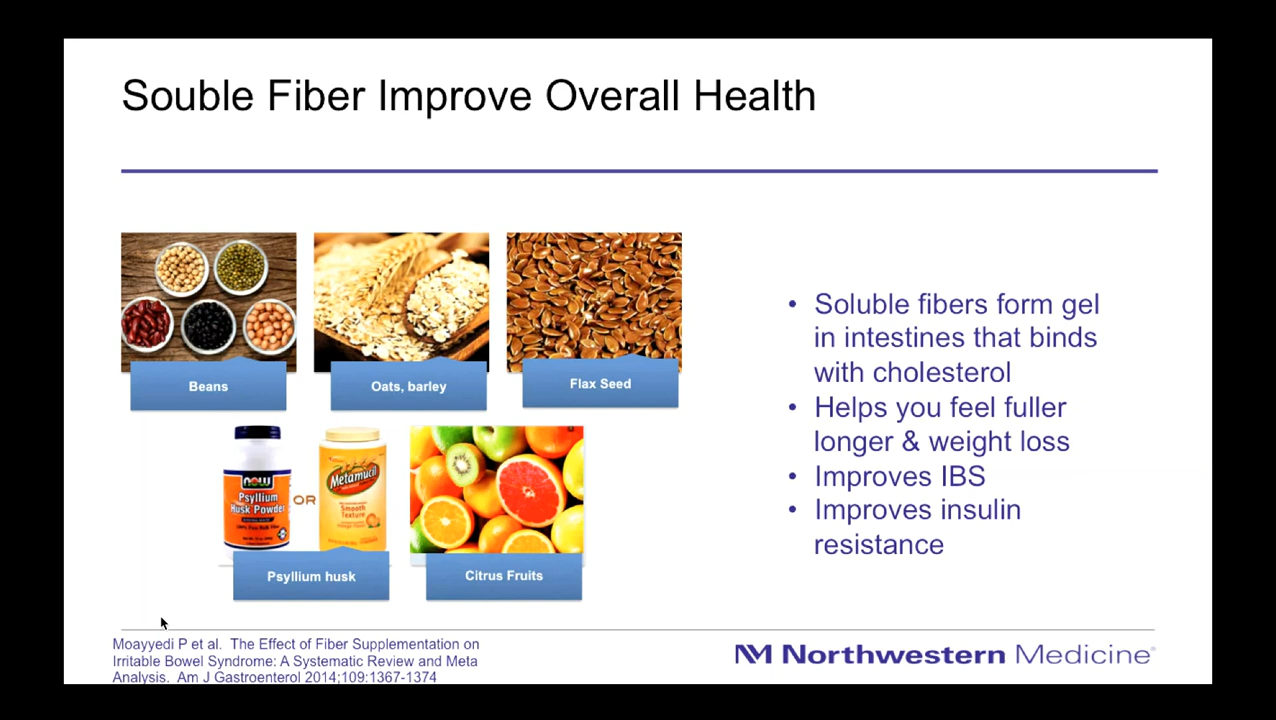 Souble Fiber Improve Overall Health
Beans
Oats, barley
Flax Seed
• Soluble fibers form gel
in intestines that binds
with cholesterol
• Helps you feel fuller
longer & weight loss
• Improves IBS
• Improves insulin
resistance
now
Psyllium
Husk Powder
OR
Metamucil
Smooth
Texture
Psyllium husk
Citrus Fruits
Moayyedi P et al. The Effect of Fiber Supplementation on
Irritable Bowel Syndrome: A Systematic Review and Meta
Analysis. Am J Gastroenterol 2014;109:1367-1374
NM Northwestern Medicine